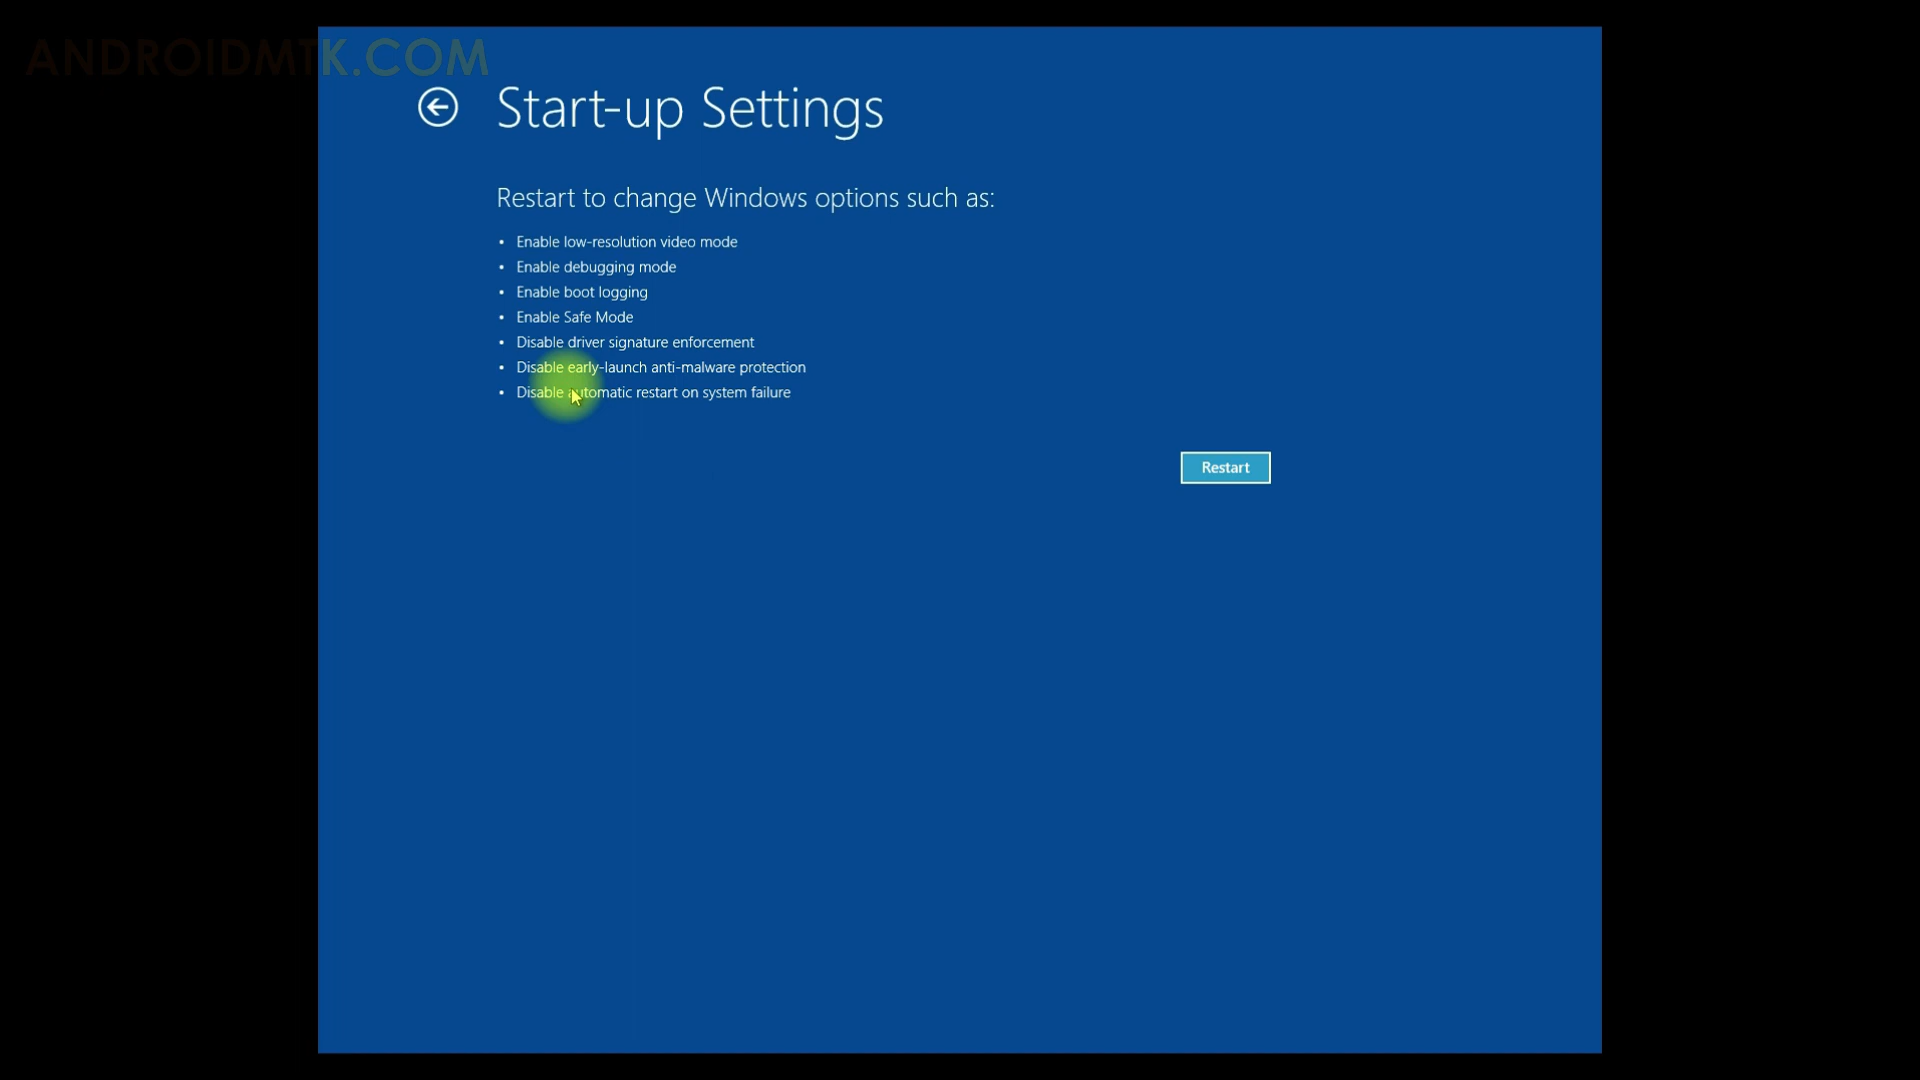 ANDROIDMTK.COM
Start-up Settings
Restart to change Windows options such as:
• Enable low-resolution video mode
• Enable debugging mode
• Enable boot logging
• Enable Safe Mode
• Disable driver signature enforcement
• Disable early-launch anti-malware protection
• Disable automatic restart on system failure
Restart